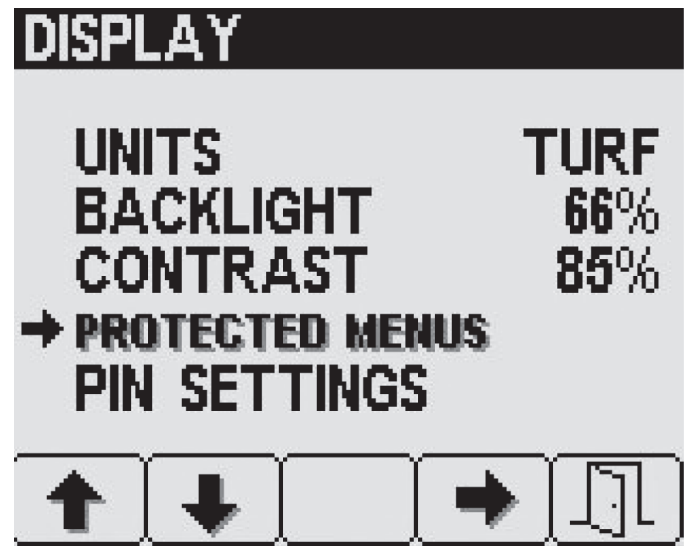 DISPLAY
UNITS TURF
BACKLIGHT 66%
CONTRAST 85%
PROTECTED MENUS
PIN SETTINGS